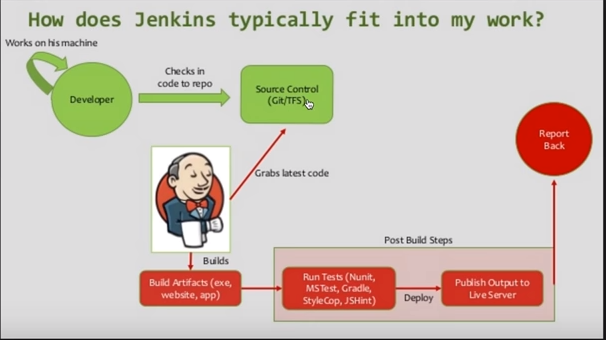 How does Jenkins typically fit into my work?
Works on his machine
Developer
Checks in
code to repo
Source Control
(Git/TFS)
Report
Back
Grabs latest code
Post Build Steps
Builds
Build Artifacts (exe,
website, app)
Run Tests (Nunit,
MSTest, Gradle,
StyleCop, JSHint)
Deploy
Publish Output to
Live Server